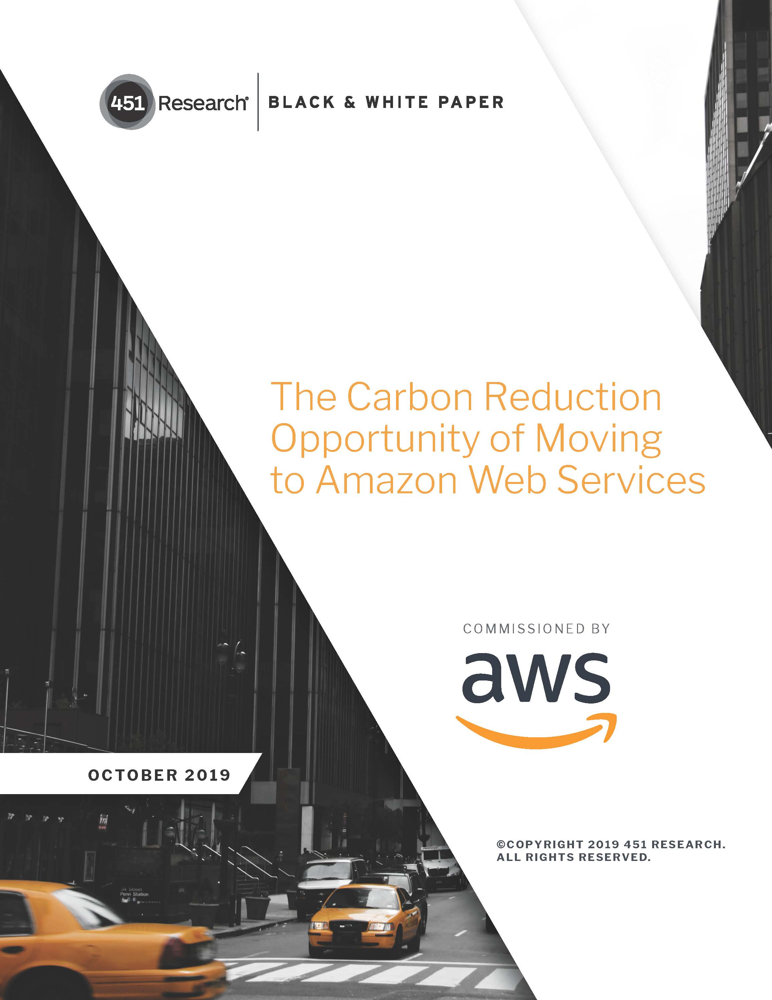 451 Research® BLACK & WHITE PAPER
The Carbon Reduction
Opportunity of Moving
to Amazon Web Services
COMMISSIONED BY
aws
OCTOBER 2019
©COPYRIGHT 2019 451 RESEARCH.
ALL RIGHTS RESERVED.
34 Street
Penn Station